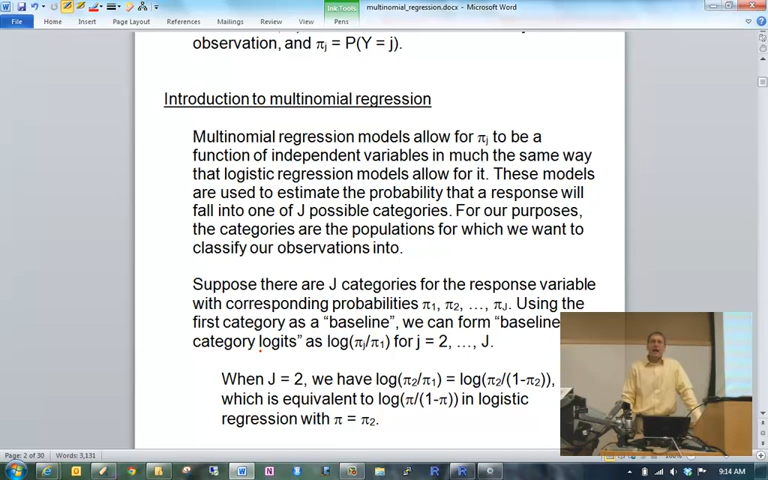 multinomial_regression.docx - Microsoft Word
Ink Tools
File Home Insert Page Layout References Mailings Review View Pens
observation, and πj = P(Y = j).
Introduction to multinomial regression
Multinomial regression models allow for πj to be a
function of independent variables in much the same way
that logistic regression models allow for it. These models
are used to estimate the probability that a response will
fall into one of J possible categories. For our purposes,
the categories are the populations for which we want to
classify our observations into.
Suppose there are J categories for the response variable
with corresponding probabilities π1, π2, …, πJ. Using the
first category as a “baseline”, we can form “baseline
category logits” as log(πj/π1) for j = 2, …, J.
When J = 2, we have log(π2/π1) = log(π2/(1-π2)),
which is equivalent to log(π/(1-π)) in logistic
regression with π = π2.
Page: 2 of 30 Words: 3,131
9:14 AM